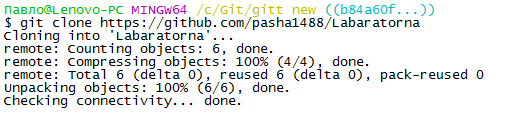 Павло@Lenovo-PC MINGW64 /c/Git/gitt new ((b84a60f...))
$ git clone https://github.com/pasha1488/Labaratorna
Cloning into 'Labaratorna'...
remote: Counting objects: 6, done.
remote: Compressing objects: 100% (4/4), done.
remote: Total 6 (delta 0), reused 6 (delta 0), pack-reused 0
Unpacking objects: 100% (6/6), done.
Checking connectivity... done.